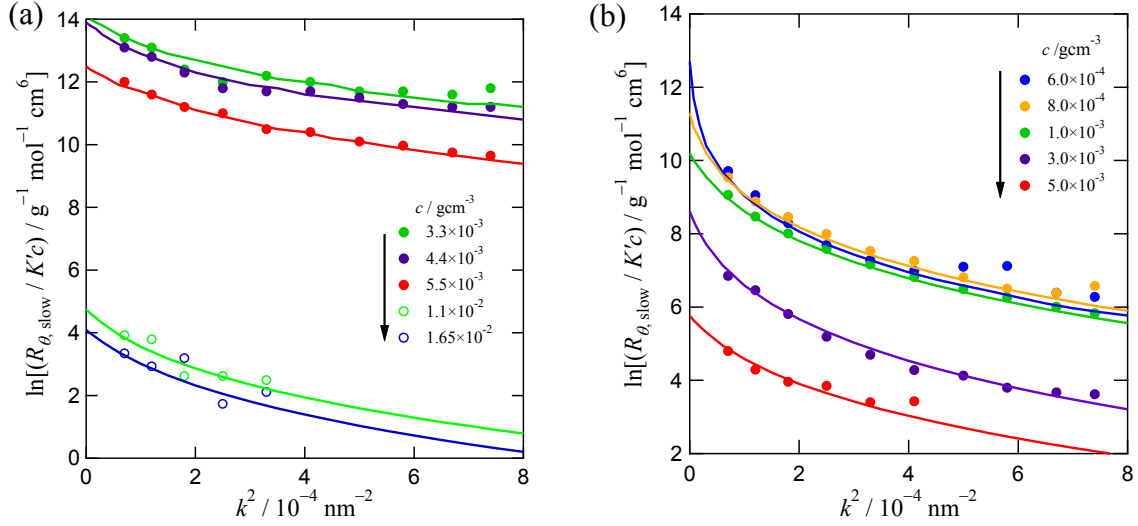 (a)
14
12
10
8
6
4
2
0
ln[(R_θ, slow / K'c) / g⁻¹ mol⁻¹ cm⁶]
c / gcm⁻³
3.3×10⁻³
4.4×10⁻³
5.5×10⁻³
1.1×10⁻²
1.65×10⁻²
0 2 4 6 8
k² / 10⁻⁴ nm⁻²
(b)
14
12
10
8
6
4
2
ln[(R_θ, slow / K'c) / g⁻¹ mol⁻¹ cm⁶]
c /gcm⁻³
6.0×10⁻⁴
8.0×10⁻⁴
1.0×10⁻³
3.0×10⁻³
5.0×10⁻³
0 2 4 6 8
k² / 10⁻⁴ nm⁻²